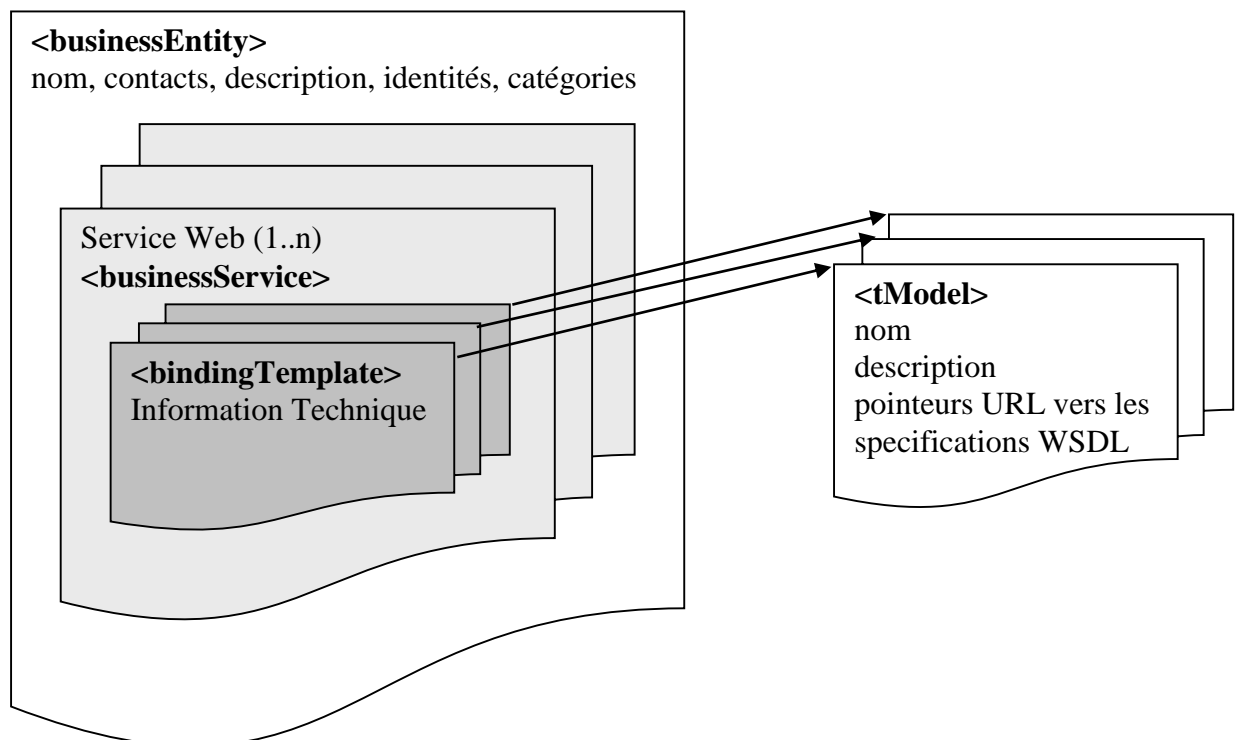 <businessEntity>
nom, contacts, description, identités, catégories
Service Web (1..n)
<businessService>
<bindingTemplate>
Information Technique
<tModel>
nom
description
pointeurs URL vers les
specifications WSDL